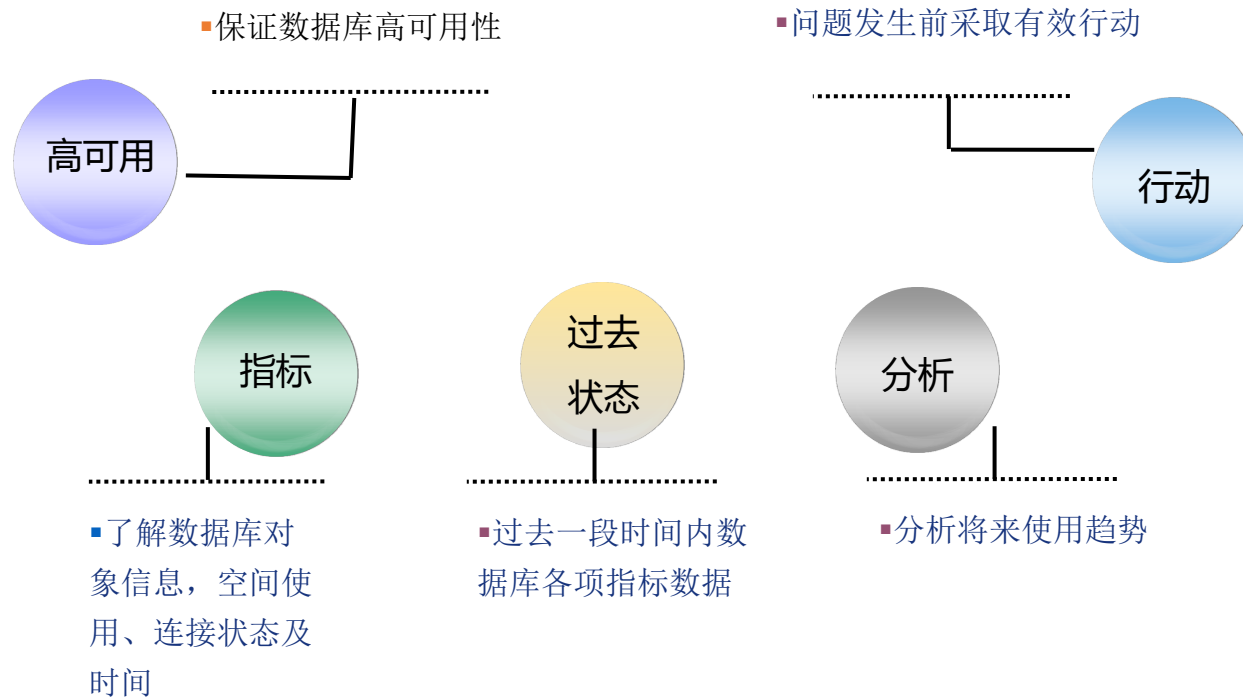 ▪保证数据库高可用性
▪问题发生前采取有效行动
高可用
行动
指标
过去
状态
分析
▪了解数据库对
象信息，空间使
用、连接状态及
时间
▪过去一段时间内数
据库各项指标数据
▪分析将来使用趋势